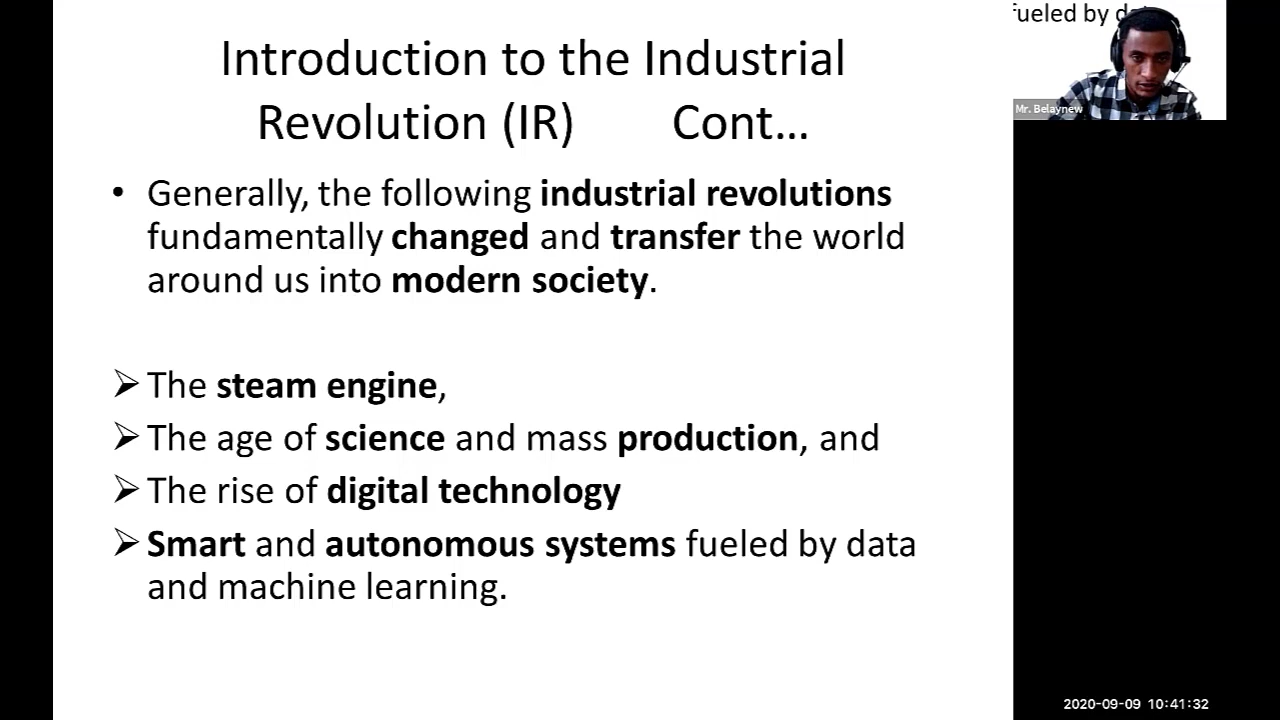 Introduction to the Industrial
Revolution (IR) Cont...
• Generally, the following industrial revolutions
fundamentally changed and transfer the world
around us into modern society.
➢ The steam engine,
➢ The age of science and mass production, and
➢ The rise of digital technology
➢ Smart and autonomous systems fueled by data
and machine learning.
fueled by
Mr. Belaynew
2020-09-09 10:41:32